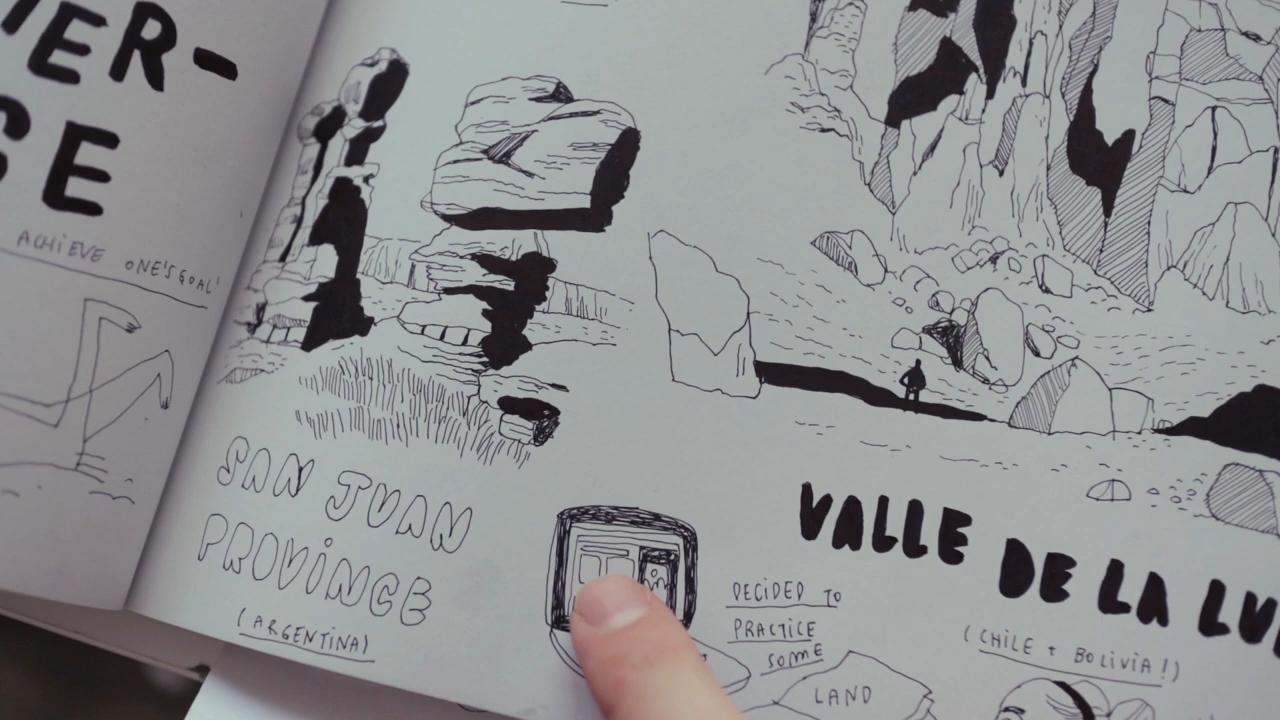 ER-
SE
ACHIEVE ONE'S GOAL'
SAN JUAN
PROVINCE
(ARGENTINA)
DECIDED TO
PRACTICE
SOME
LAND
VALLE DE LA LU
(CHILE + BOLIVIA!)